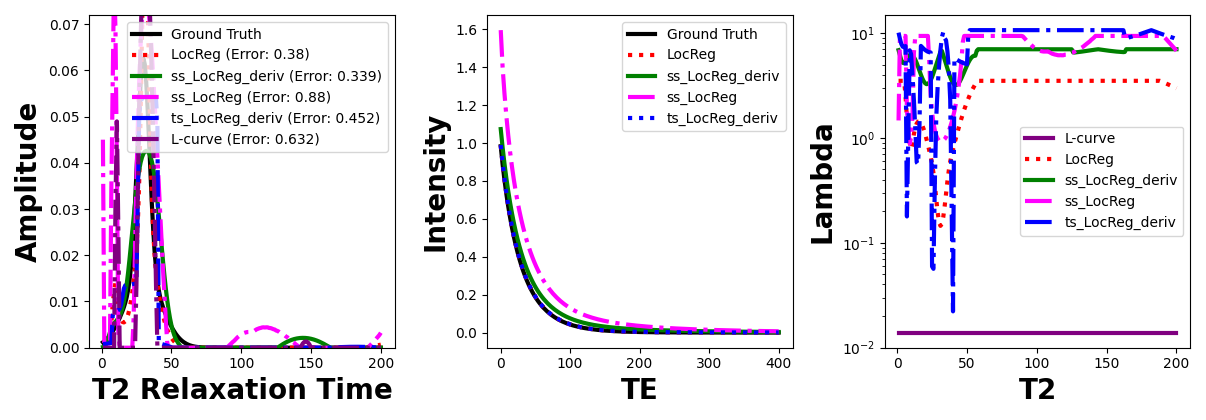 Amplitude
0.07
0.06
0.05
0.04
0.03
0.02
0.01
0.00
Ground Truth
LocReg (Error: 0.38)
ss_LocReg_deriv (Error: 0.339)
ss_LocReg (Error: 0.88)
ts_LocReg_deriv (Error: 0.452)
L-curve (Error: 0.632)
0 50 100 150 200
T2 Relaxation Time
Intensity
1.6
1.4
1.2
1.0
0.8
0.6
0.4
0.2
0.0
Ground Truth
LocReg
ss_LocReg_deriv
ss_LocReg
ts_LocReg_deriv
0 100 200 300 400
TE
Lambda
10¹
10⁰
10⁻¹
10⁻²
L-curve
LocReg
ss_LocReg_deriv
ss_LocReg
ts_LocReg_deriv
0 50 100 150 200
T2